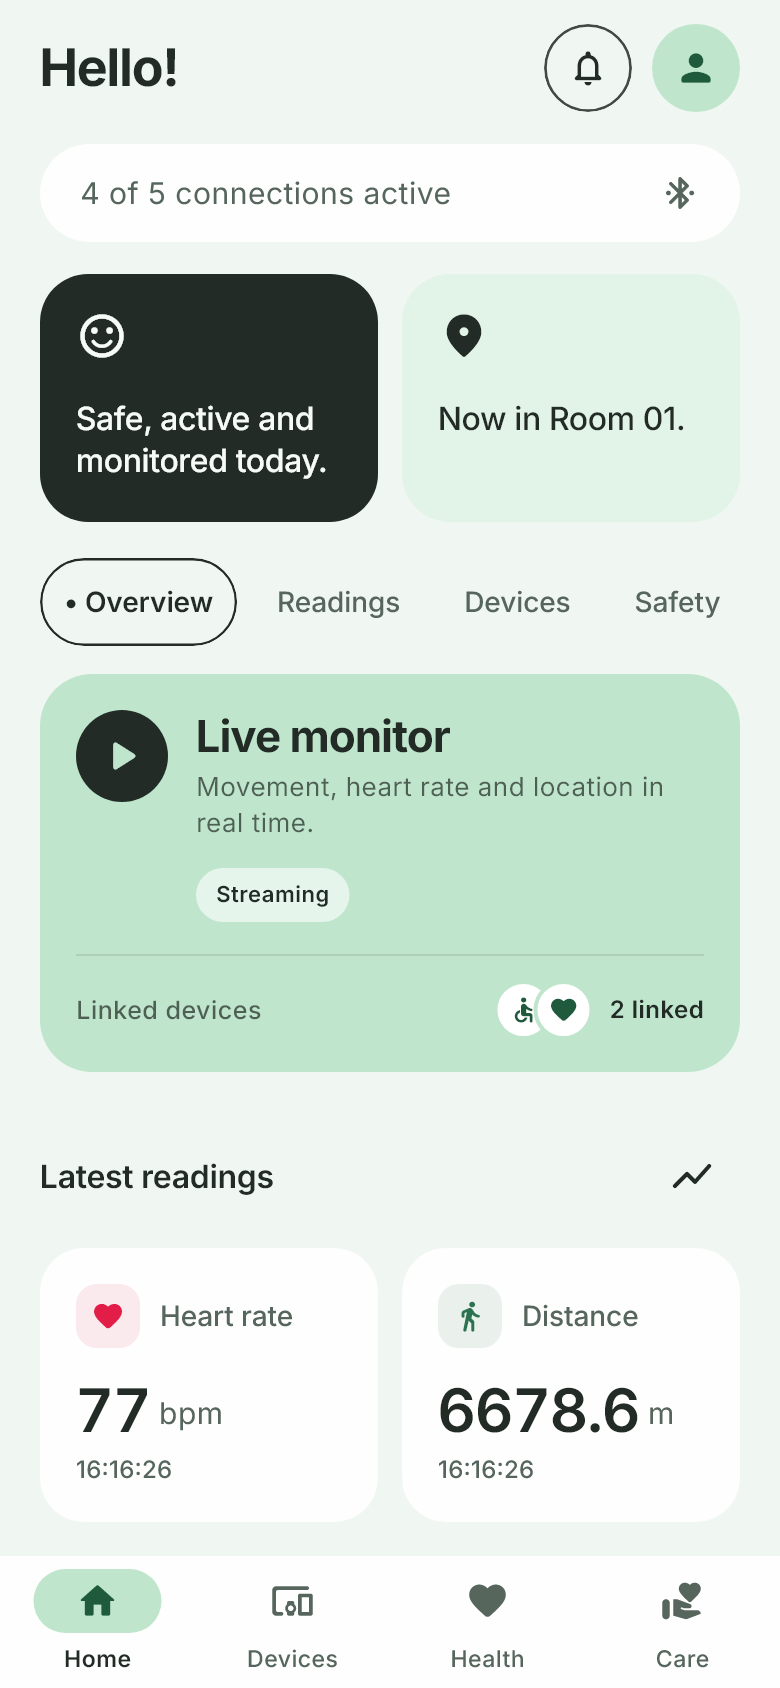 Hello!
4 of 5 connections active
Safe, active and
monitored today.
Now in Room 01.
• Overview
Readings
Devices
Safety
Live monitor
Movement, heart rate and location in
real time.
Streaming
Linked devices
2 linked
Latest readings
Heart rate
77 bpm
16:16:26
Distance
6678.6 m
16:16:26
Home
Devices
Health
Care